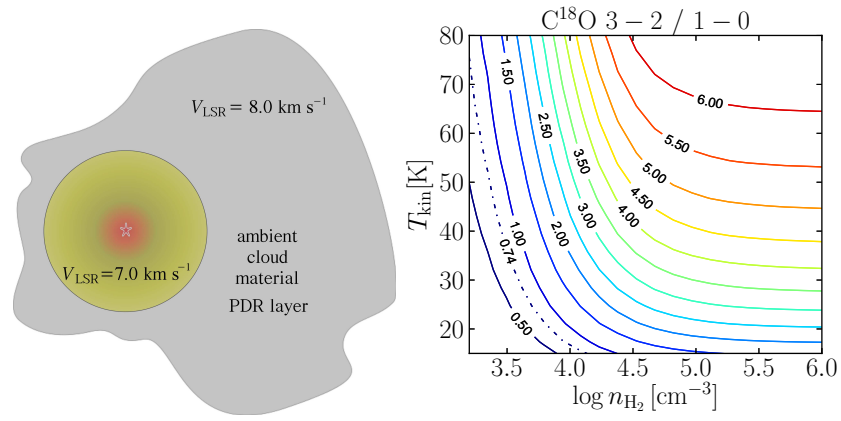 V_LSR = 8.0 km s⁻¹
ambient
cloud
material
PDR layer
V_LSR=7.0 km s⁻¹
C¹⁸O 3 − 2 / 1 − 0
T_kin[K]
80
70
60
50
40
30
20
1.50
2.50
3.50
6.00
5.50
5.00
4.50
4.00
3.00
2.00
1.00
0.74
0.50
3.5 4.0 4.5 5.0 5.5 6.0
log n_H₂ [cm⁻³]